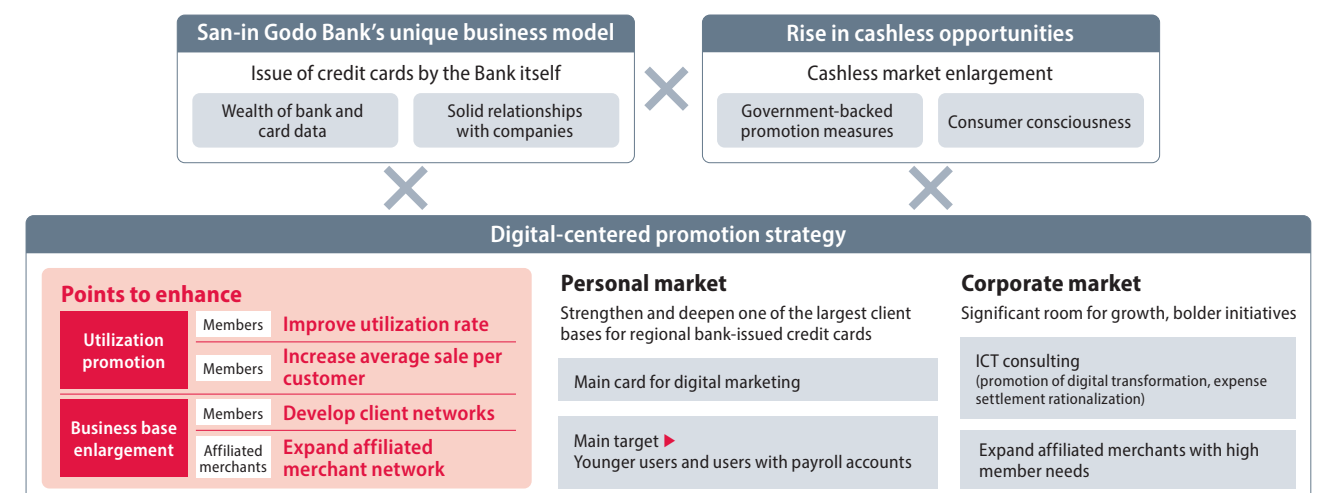 San-in Godo Bank's unique business model
Issue of credit cards by the Bank itself
Wealth of bank and
card data
Solid relationships
with companies
Rise in cashless opportunities
Cashless market enlargement
Government-backed
promotion measures
Consumer consciousness
Digital-centered promotion strategy
Points to enhance
Utilization
promotion
Members
Improve utilization rate
Members
Increase average sale per
customer
Business base
enlargement
Members
Develop client networks
Affiliated
merchants
Expand affiliated
merchant network
Personal market
Strengthen and deepen one of the largest client
bases for regional bank-issued credit cards
Main card for digital marketing
Main target ▶
Younger users and users with payroll accounts
Corporate market
Significant room for growth, bolder initiatives
ICT consulting
(promotion of digital transformation, expense
settlement rationalization)
Expand affiliated merchants with high
member needs